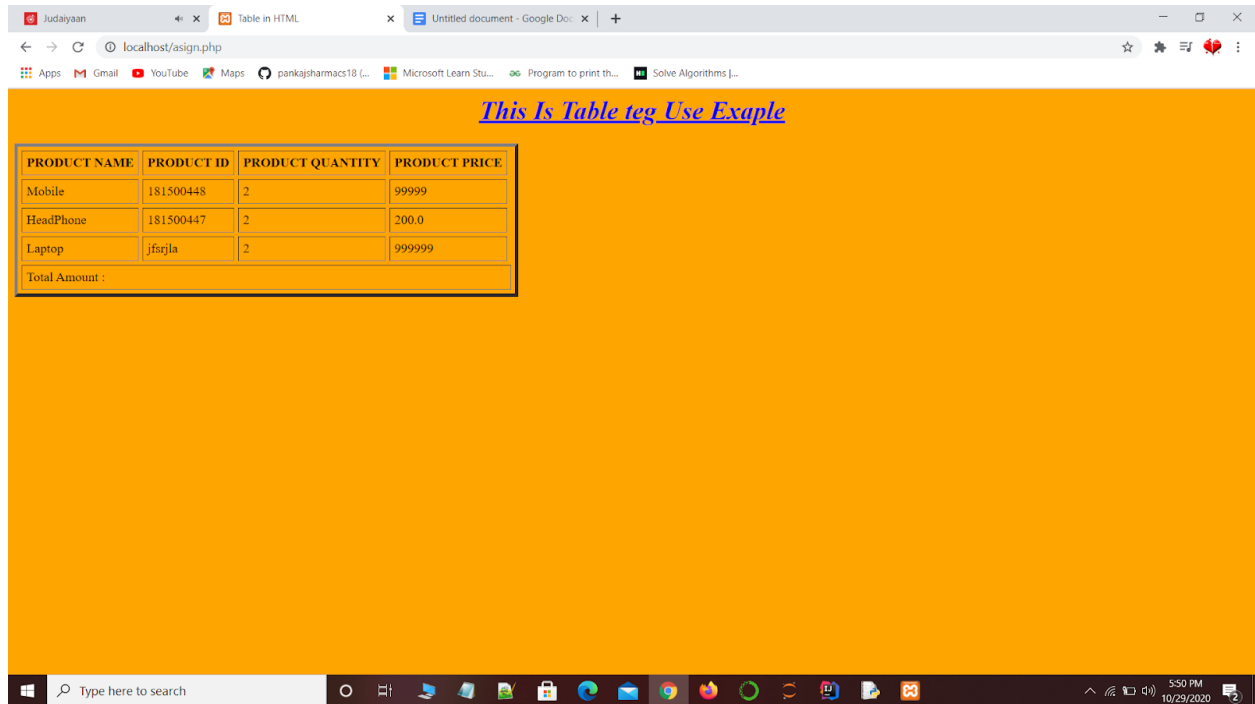 Judaiyaan Table in HTML Untitled document - Google Doc
localhost/asign.php
Apps Gmail YouTube Maps pankajsharmacs18 (... Microsoft Learn Stu... Program to print th... Solve Algorithms |...
This Is Table teg Use Exaple
PRODUCT NAME PRODUCT ID PRODUCT QUANTITY PRODUCT PRICE
Mobile 181500448 2 99999
HeadPhone 181500447 2 200.0
Laptop jfsrjla 2 999999
Total Amount :
Type here to search
5:50 PM
10/29/2020
2